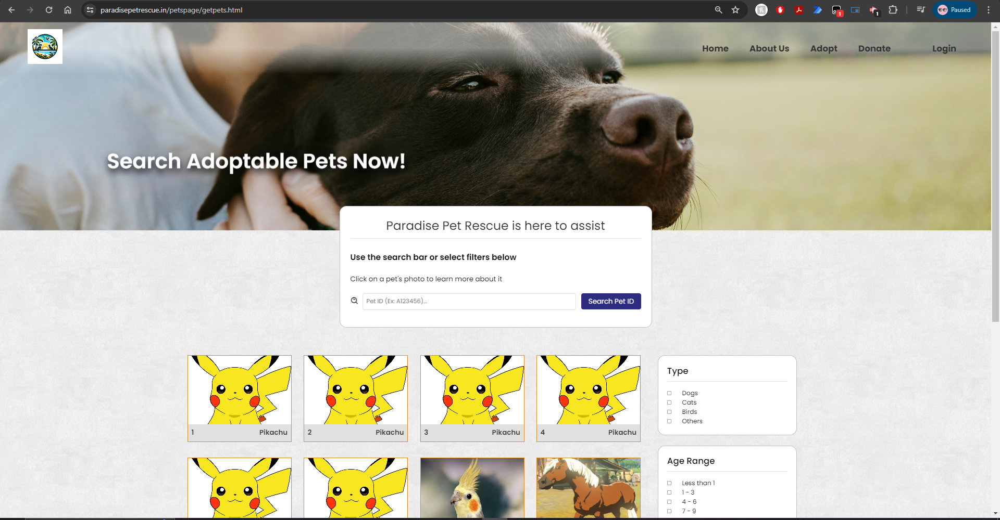 paradisepetrescue.in/petspage/getpets.html
1
1
Paused
Home
About Us
Adopt
Donate
Login
Search Adoptable Pets Now!
Paradise Pet Rescue is here to assist
Use the search bar or select filters below
Click on a pet's photo to learn more about it
Pet ID (Ex: A123456)...
Search Pet ID
1 Pikachu
2 Pikachu
3 Pikachu
4 Pikachu
Type
Dogs
Cats
Birds
Others
Age Range
Less than 1
1 - 3
4 - 6
7 - 9